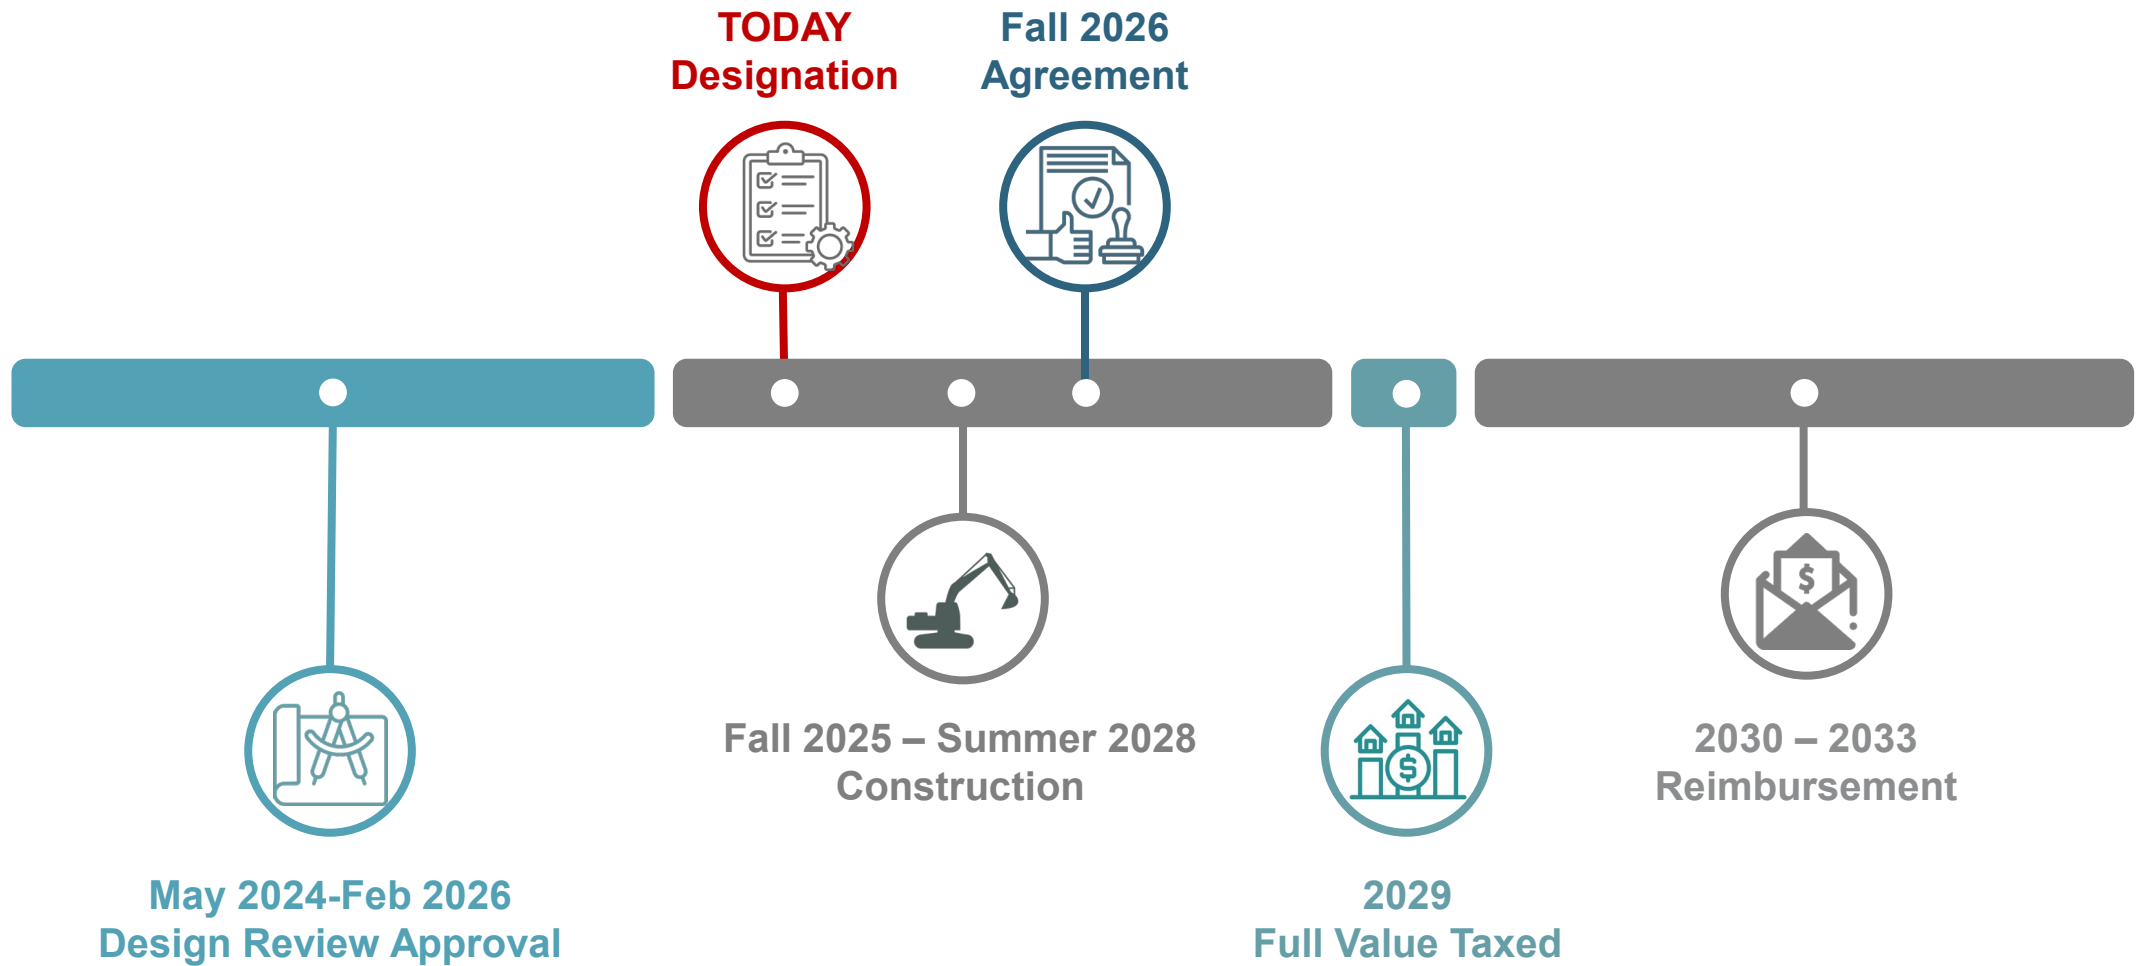 TODAY
Designation
Fall 2026
Agreement
$
Fall 2025 – Summer 2028
Construction
$
2030 – 2033
Reimbursement
May 2024-Feb 2026
Design Review Approval
2029
Full Value Taxed